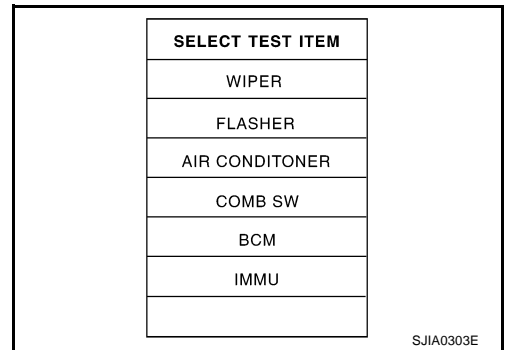 SELECT TEST ITEM
WIPER
FLASHER
AIR CONDITONER
COMB SW
BCM
IMMU
SJIA0303E